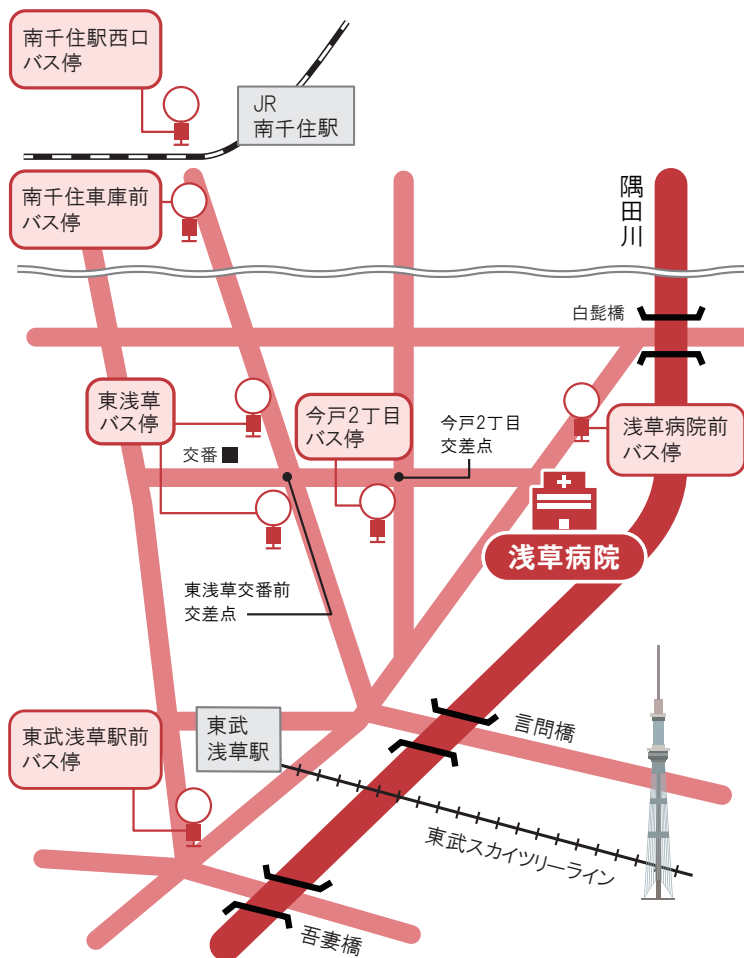 南千住駅西口
バス停
JR
南千住駅
南千住車庫前
バス停
隅田川
白髭橋
東浅草
バス停
今戸2丁目
バス停
今戸2丁目
交差点
浅草病院前
バス停
交番
浅草病院
東浅草交番前
交差点
東武
浅草駅
言問橋
東武浅草駅前
バス停
東武スカイツリーライン
吾妻橋